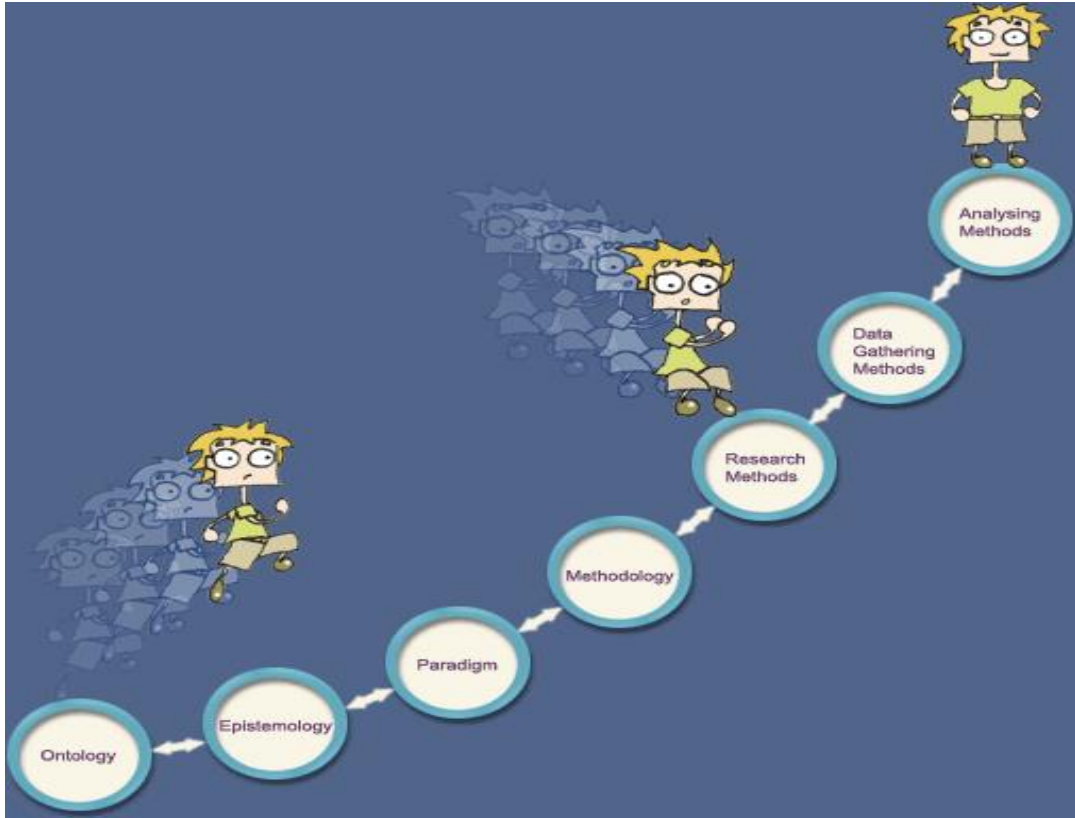 Ontology
Epistemology
Paradigm
Methodology
Research
Methods
Data
Gathering
Methods
Analysing
Methods